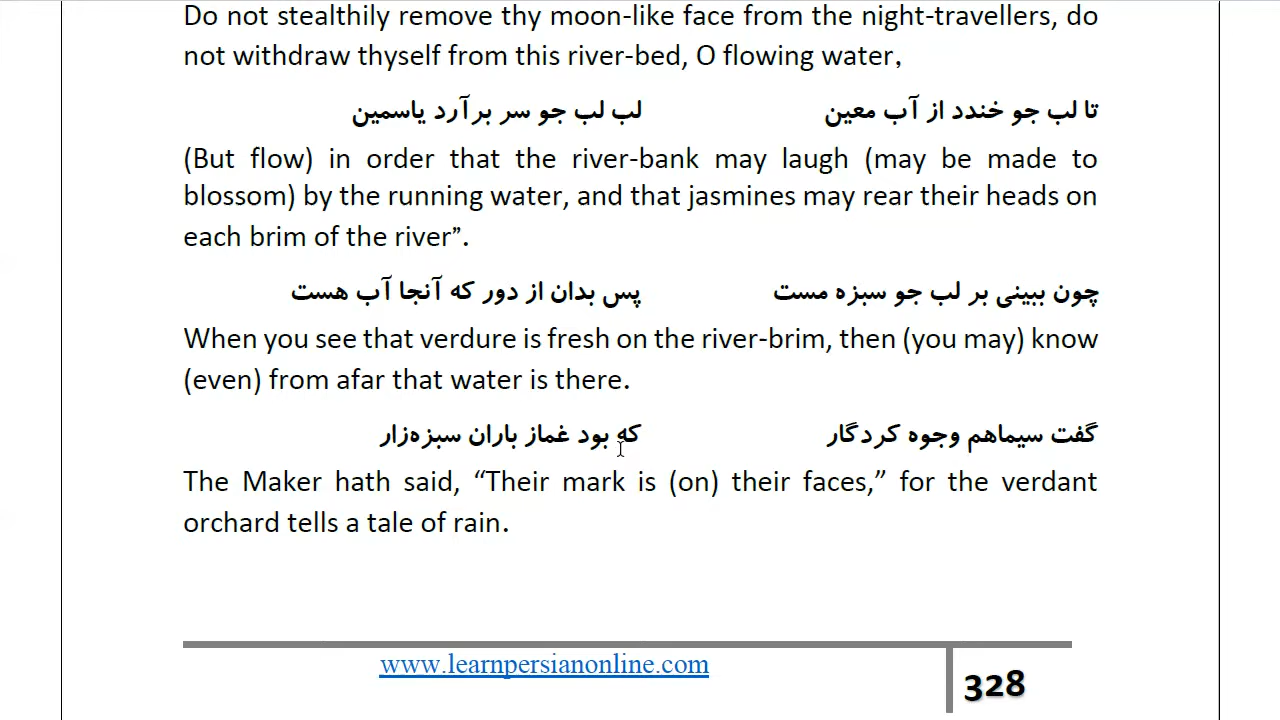 Do not stealthily remove thy moon-like face from the night-travellers, do
not withdraw thyself from this river-bed, O flowing water,
تا لب جو خندد از آب معین لب لب جو سر برآرد یاسمین
(But flow) in order that the river-bank may laugh (may be made to
blossom) by the running water, and that jasmines may rear their heads on
each brim of the river”.
چون ببینی بر لب جو سبزه مست پس بدان از دور که آنجا آب هست
When you see that verdure is fresh on the river-brim, then (you may) know
(even) from afar that water is there.
گفت سیماهم وجوه کردگار که بود غماز باران سبزه‌زار
The Maker hath said, “Their mark is (on) their faces,” for the verdant
orchard tells a tale of rain.
www.learnpersianonline.com
328